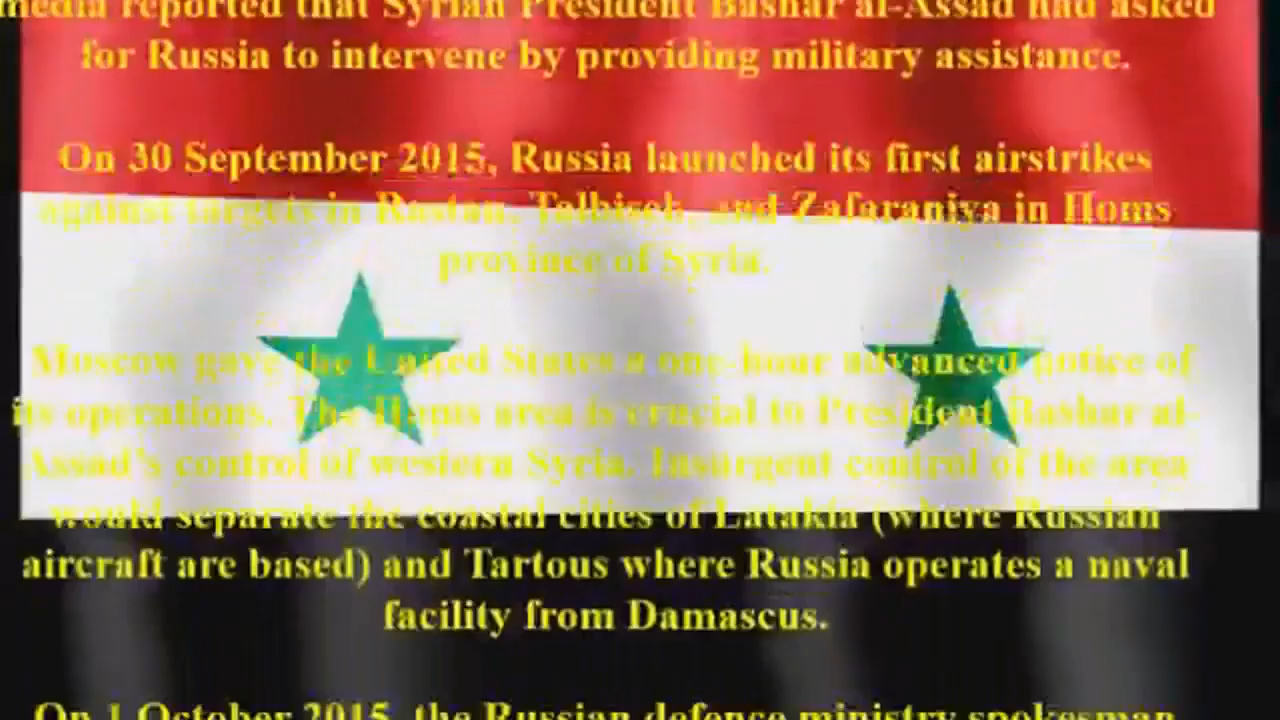 media reported that Syrian President Bashar al-Assad had asked
for Russia to intervene by providing military assistance.
On 30 September 2015, Russia launched its first airstrikes
against targets in Rastan, Talbiseh, and Zafaraniya in Homs
province of Syria.
Moscow gave the United States a one-hour advanced notice of
its operations. The Homs area is crucial to President Bashar al-
Assad's control of western Syria. Insurgent control of the area
would separate the coastal cities of Latakia (where Russian
aircraft are based) and Tartous where Russia operates a naval
facility from Damascus.
On 1 October 2015, the Russian defence ministry spokesman